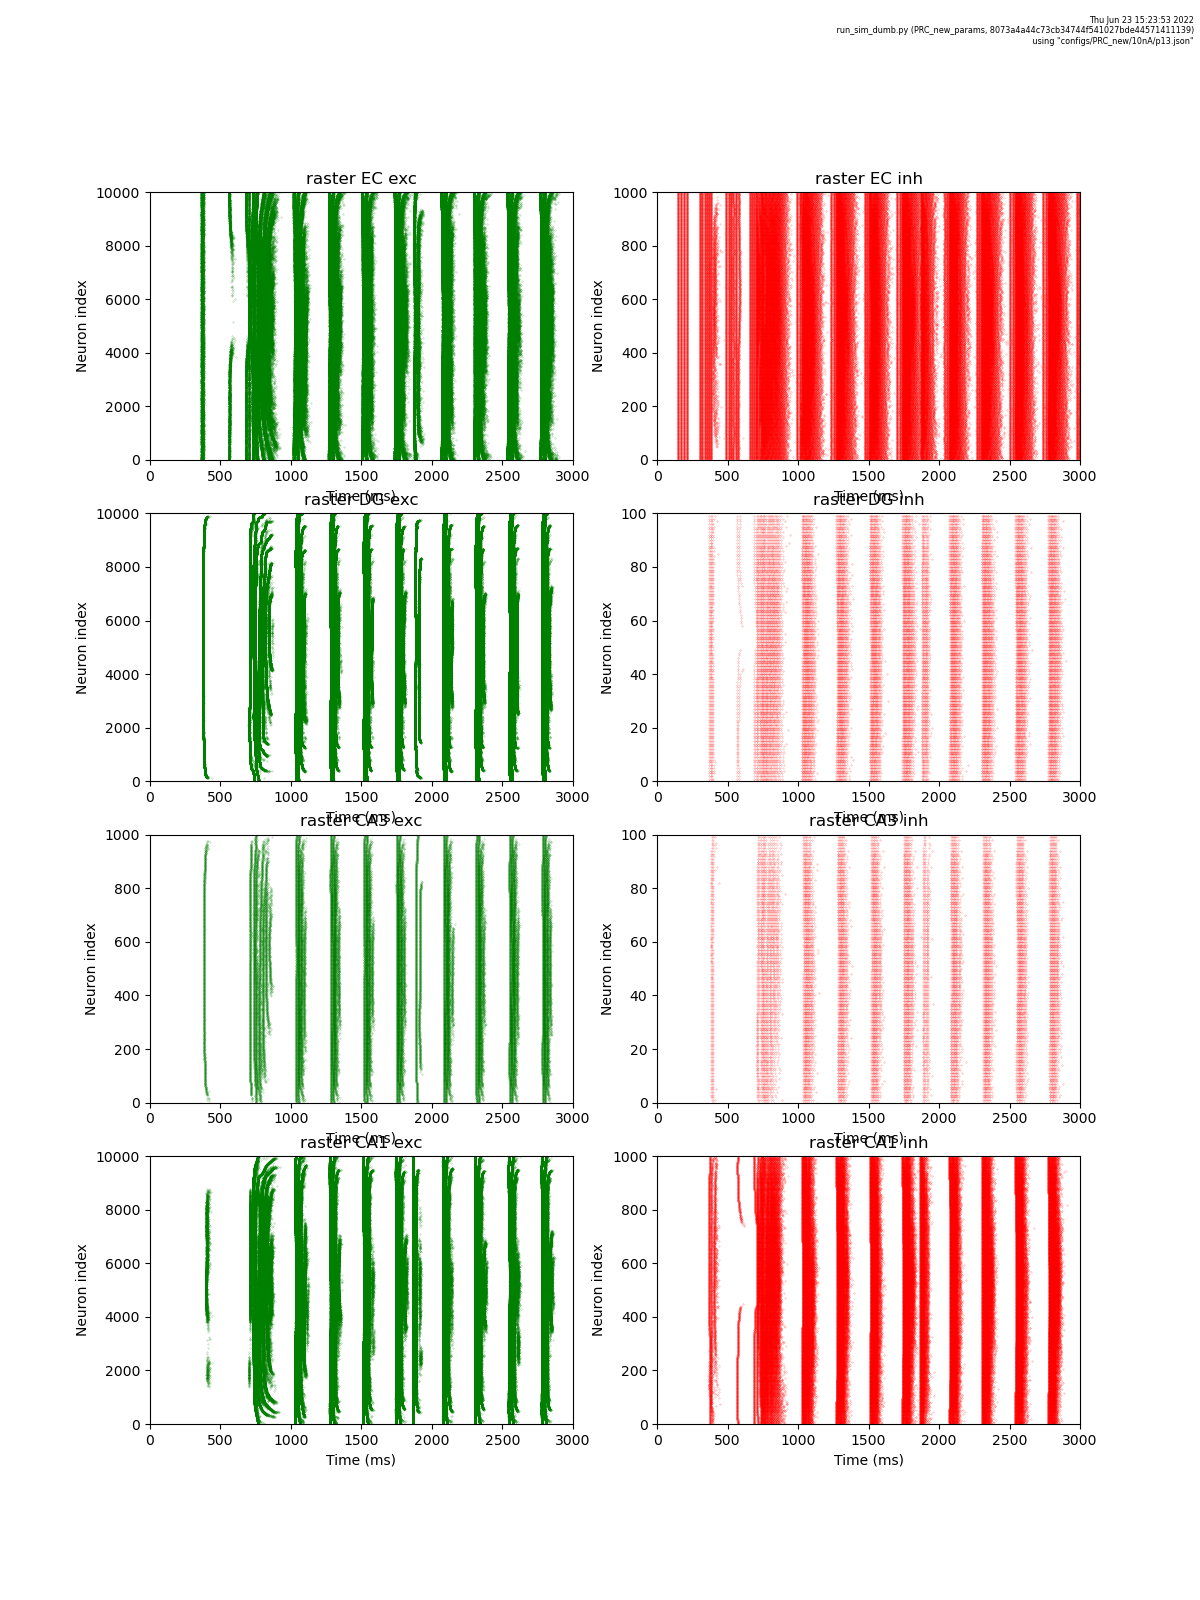 Thu Jun 23 15:23:53 2022
run_sim_dumb.py (PRC_new_params, 8073a4a44c73cb34744f541027bde44571411139)
using "configs/PRC_new/10nA/p13.json"
raster EC exc
10000
8000
6000
4000
2000
0
Neuron index
0 500 1000 1500 2000 2500 3000
Time (ms)
raster EC inh
1000
800
600
400
200
0
Neuron index
0 500 1000 1500 2000 2500 3000
Time (ms)
raster DG exc
10000
8000
6000
4000
2000
0
Neuron index
0 500 1000 1500 2000 2500 3000
Time (ms)
raster DG inh
100
80
60
40
20
0
Neuron index
0 500 1000 1500 2000 2500 3000
Time (ms)
raster CA3 exc
1000
800
600
400
200
0
Neuron index
0 500 1000 1500 2000 2500 3000
Time (ms)
raster CA3 inh
100
80
60
40
20
0
Neuron index
0 500 1000 1500 2000 2500 3000
Time (ms)
raster CA1 exc
10000
8000
6000
4000
2000
0
Neuron index
0 500 1000 1500 2000 2500 3000
Time (ms)
raster CA1 inh
1000
800
600
400
200
0
Neuron index
0 500 1000 1500 2000 2500 3000
Time (ms)